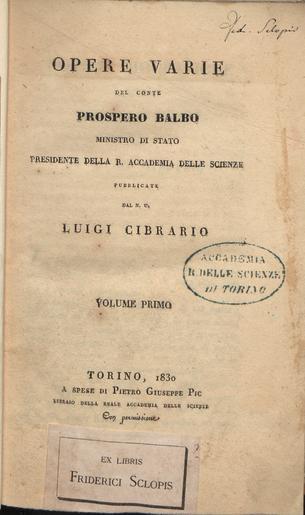 Fed. Sclopis
OPERE VARIE
DEL CONTE
PROSPERO BALBO
MINISTRO DI STATO
PRESIDENTE DELLA R. ACCADEMIA DELLE SCIENZE
PUBBLICATE
DAL N. U.
LUIGI CIBRARIO
ACCADEMIA
R. DELLE SCIENZE
DI TORINO
VOLUME PRIMO
TORINO, 1830
A SPESE DI PIETRO GIUSEPPE PIC
LIBRAIO DELLA REALE ACCADEMIA DELLE SCIENZE
Con permissione
EX LIBRIS
FRIDERICI SCLOPIS